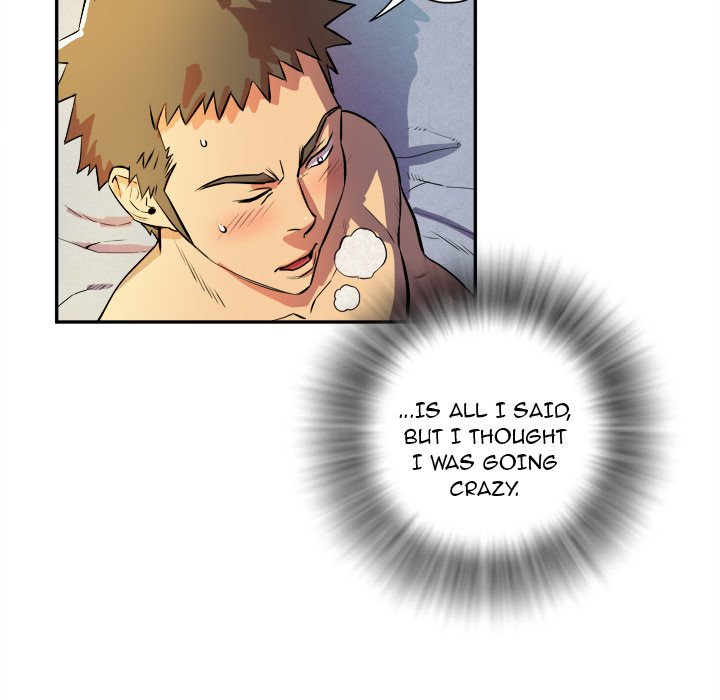 ...IS ALL I SAID,
BUT I THOUGHT
I WAS GOING
CRAZY.